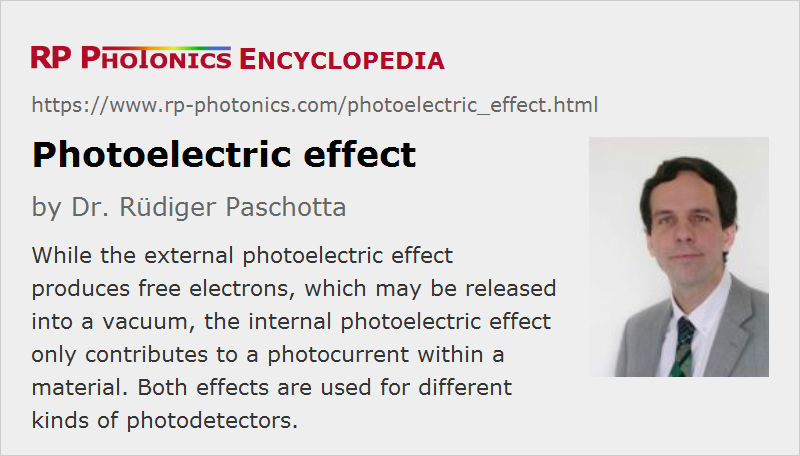 RP PHOTONICS ENCYCLOPEDIA
https://www.rp-photonics.com/photoelectric_effect.html
Photoelectric effect
by Dr. Rüdiger Paschotta
While the external photoelectric effect
produces free electrons, which may be released
into a vacuum, the internal photoelectric effect
only contributes to a photocurrent within a
material. Both effects are used for different
kinds of photodetectors.